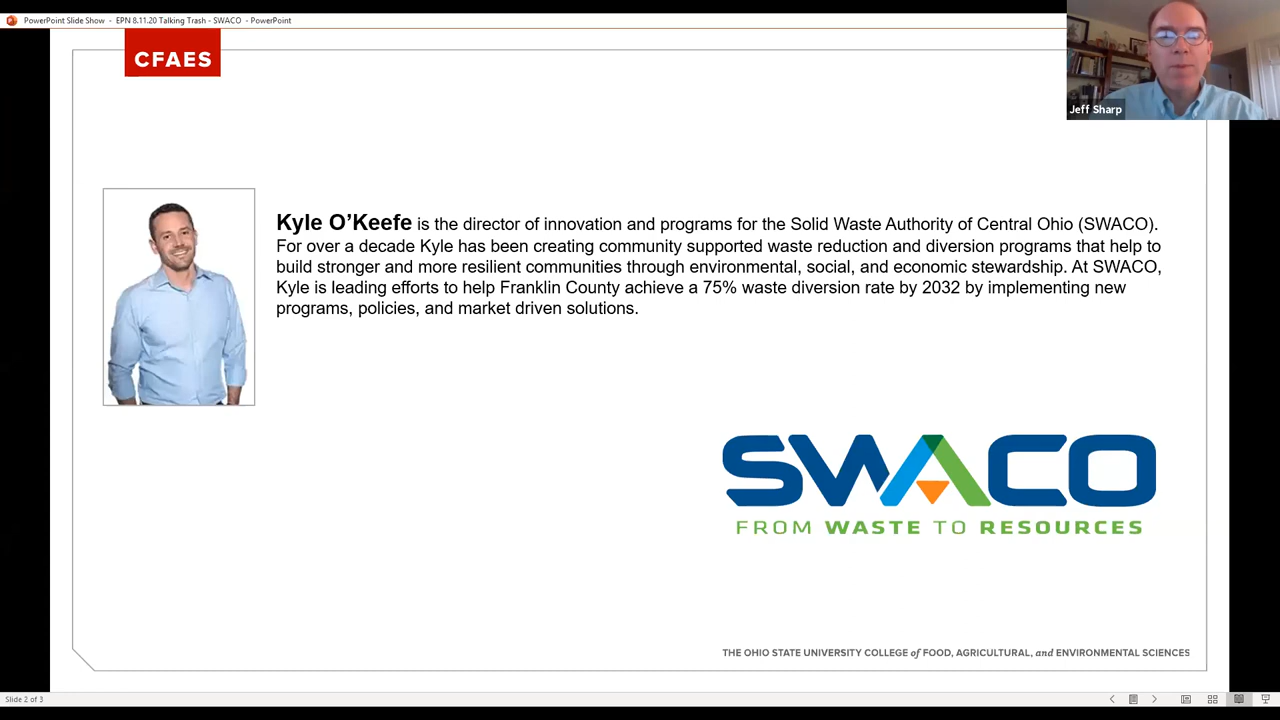 PowerPoint Slide Show - EPN 8.11.20 Talking Trash - SWACO - PowerPoint
CFAES
Jeff Sharp
Kyle O’Keefe is the director of innovation and programs for the Solid Waste Authority of Central Ohio (SWACO).
For over a decade Kyle has been creating community supported waste reduction and diversion programs that help to
build stronger and more resilient communities through environmental, social, and economic stewardship. At SWACO,
Kyle is leading efforts to help Franklin County achieve a 75% waste diversion rate by 2032 by implementing new
programs, policies, and market driven solutions.
SWACO
FROM WASTE TO RESOURCES
THE OHIO STATE UNIVERSITY COLLEGE of FOOD, AGRICULTURAL, and ENVIRONMENTAL SCIENCES
Slide 2 of 3